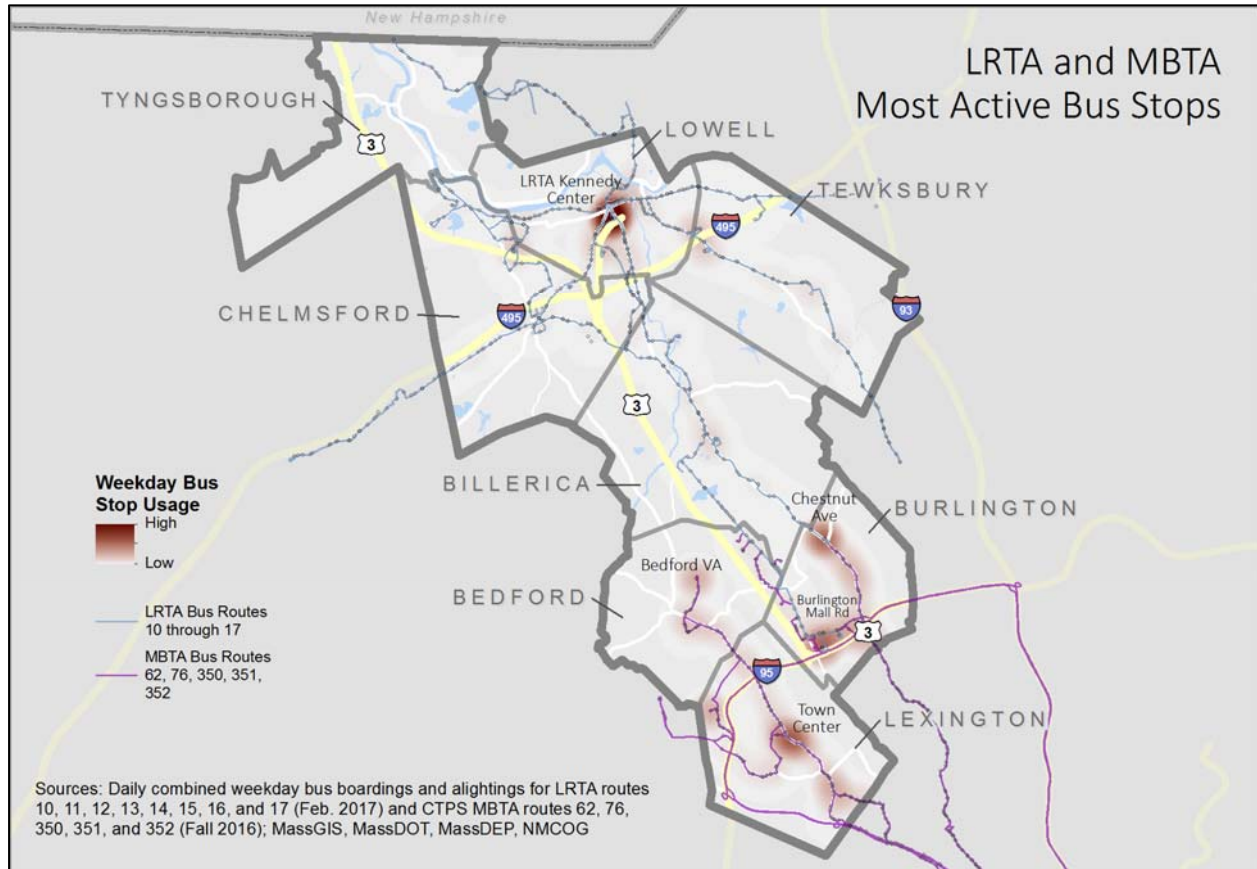 New Hampshire
LRTA and MBTA
Most Active Bus Stops
TYNGSBOROUGH
3
LOWELL
LRTA Kennedy
Center
TEWKSBURY
495
CHELMSFORD
495
93
3
Weekday Bus
Stop Usage
High
Low
BILLERICA
Chestnut
Ave
BURLINGTON
Bedford VA
BEDFORD
Burlington
Mall Rd
3
LRTA Bus Routes
10 through 17
MBTA Bus Routes
62, 76, 350, 351,
352
95
Town
Center
LEXINGTON
Sources: Daily combined weekday bus boardings and alightings for LRTA routes
10, 11, 12, 13, 14, 15, 16, and 17 (Feb. 2017) and CTPS MBTA routes 62, 76,
350, 351, and 352 (Fall 2016); MassGIS, MassDOT, MassDEP, NMCOG